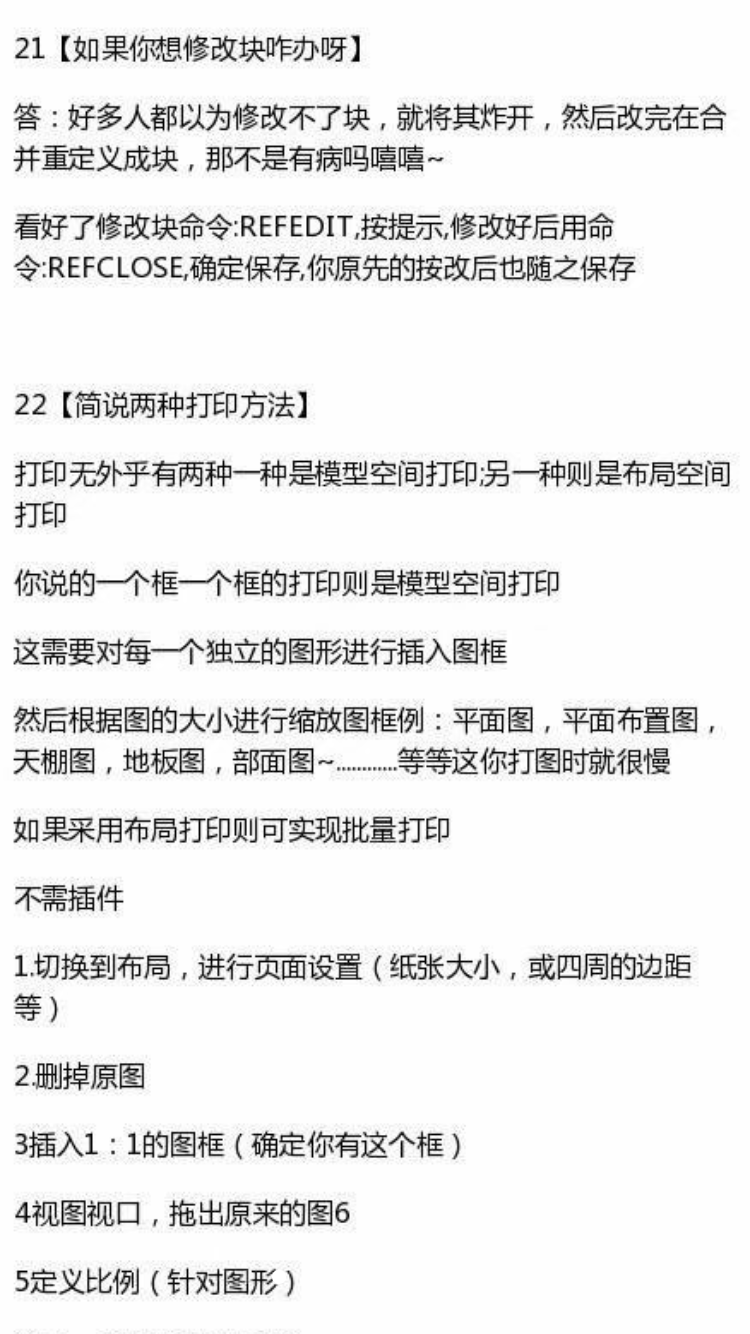 21【如果你想修改块咋办呀】
答：好多人都以为修改不了块，就将其炸开，然后改完在合
并重定义成块，那不是有病吗嘻嘻~
看好了修改块命令:REFEDIT,按提示,修改好后用命
令:REFCLOSE,确定保存,你原先的按改后也随之保存
22【简说两种打印方法】
打印无外乎有两种一种是模型空间打印;另一种则是布局空间
打印
你说的一个框一个框的打印则是模型空间打印
这需要对每一个独立的图形进行插入图框
然后根据图的大小进行缩放图框例：平面图，平面布置图，
天棚图，地板图，部面图~............等等这你打图时就很慢
如果采用布局打印则可实现批量打印
不需插件
1.切换到布局，进行页面设置（纸张大小，或四周的边距
等）
2.删掉原图
3插入1：1的图框（确定你有这个框）
4视图视口，拖出原来的图6
5定义比例（针对图形）